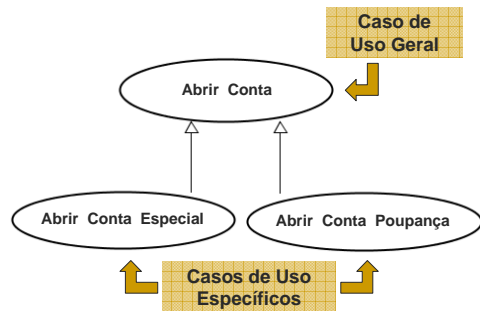 Caso de
Uso Geral
Abrir Conta
Abrir Conta Especial
Abrir Conta Poupança
Casos de Uso
Específicos